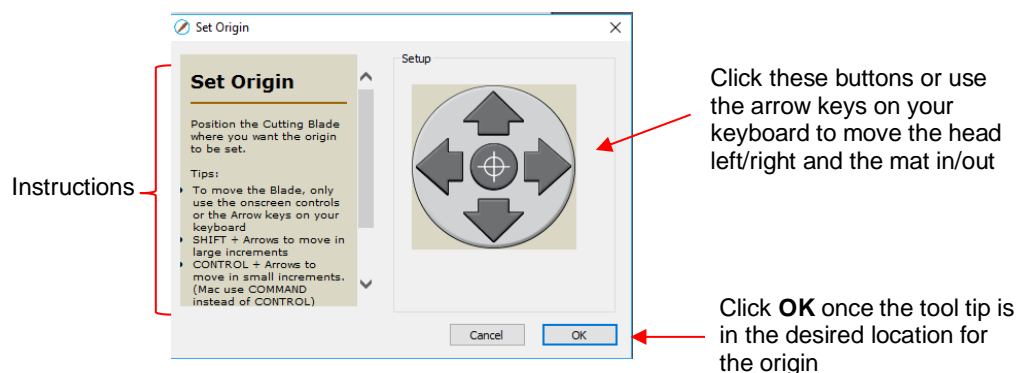 Set Origin
Instructions
Set Origin
Position the Cutting Blade
where you want the origin
to be set.
Tips:
To move the Blade, only
use the onscreen controls
or the Arrow keys on your
keyboard
SHIFT + Arrows to move in
large increments
CONTROL + Arrows to
move in small increments.
(Mac use COMMAND
instead of CONTROL)
Setup
Cancel
OK
Click these buttons or use
the arrow keys on your
keyboard to move the head
left/right and the mat in/out
Click OK once the tool tip is
in the desired location for
the origin